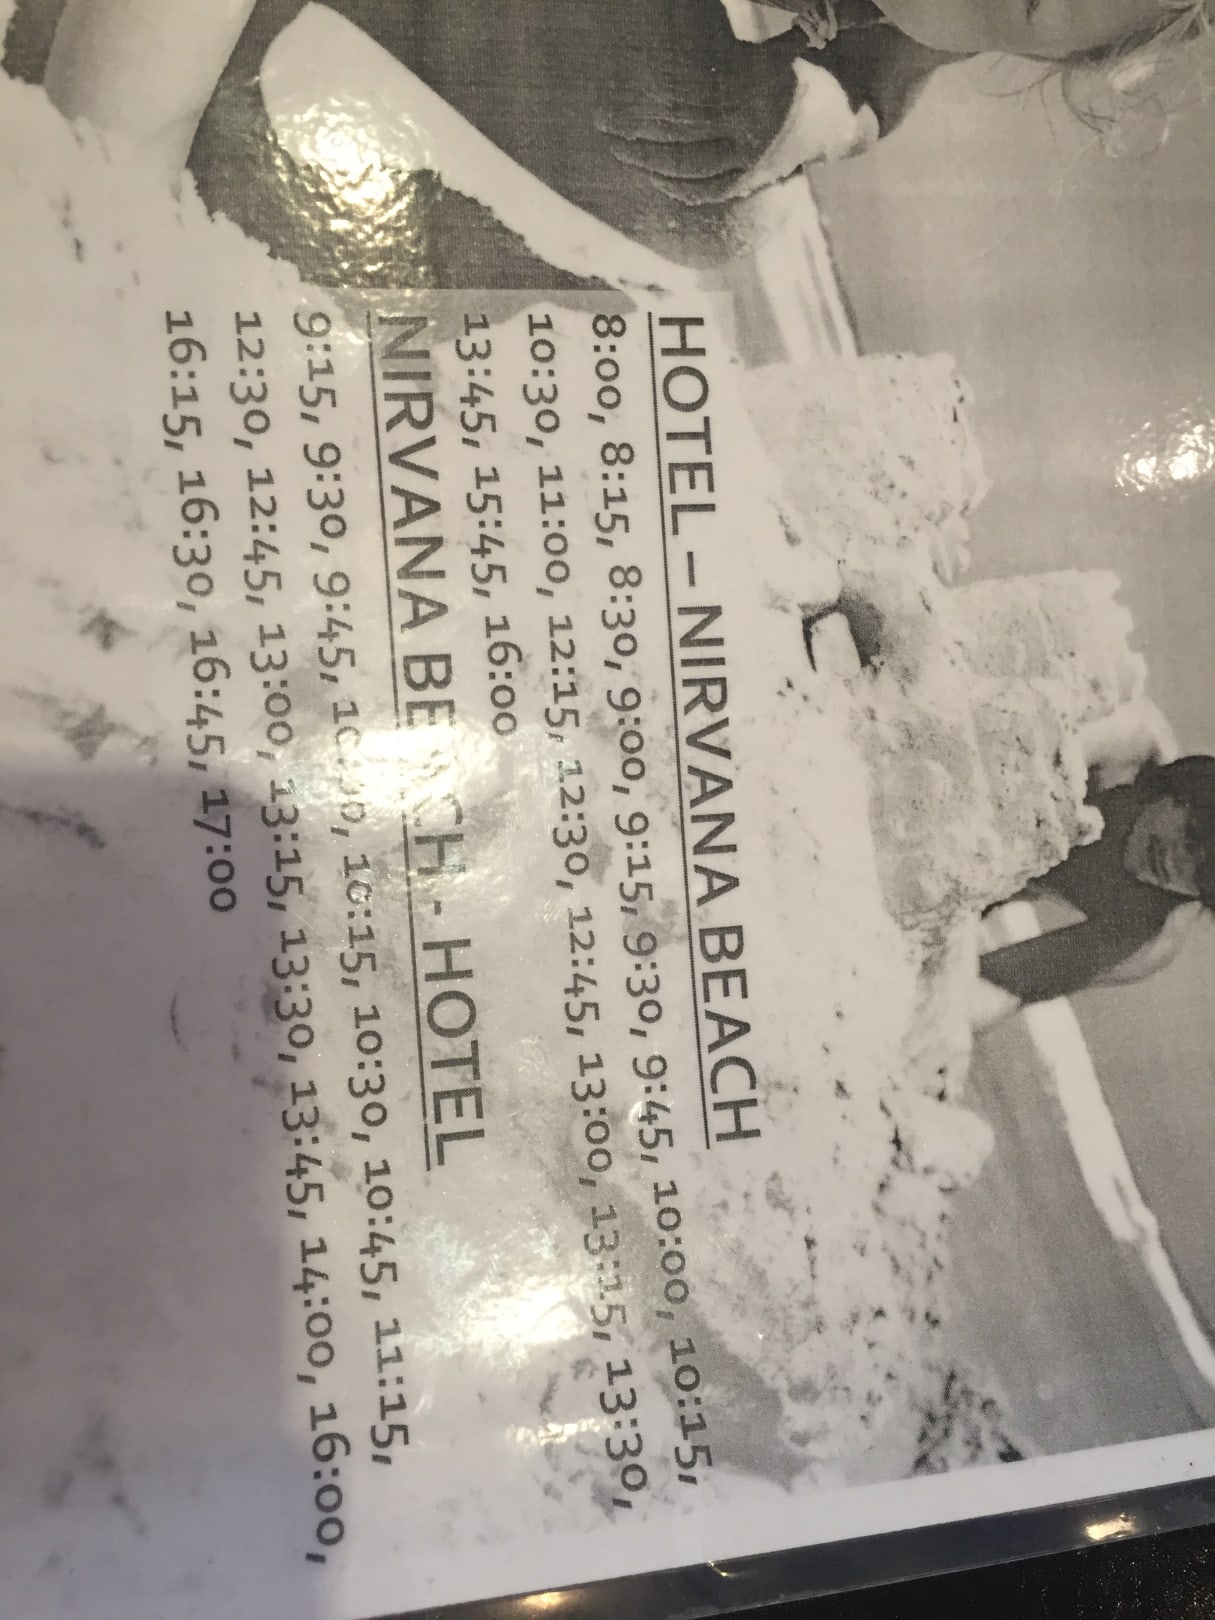 HOTEL – NIRVANA BEACH
8:00, 8:15, 8:30, 9:00, 9:15, 9:30, 9:45, 10:00, 10:15,
10:30, 11:00, 12:15, 12:30, 12:45, 13:00, 13:15, 13:30,
13:45, 15:45, 16:00
NIRVANA BEACH - HOTEL
9:15, 9:30, 9:45, 10:00, 10:15, 10:30, 10:45, 11:15,
12:30, 12:45, 13:00, 13:15, 13:30, 13:45, 14:00, 16:00,
16:15, 16:30, 16:45, 17:00